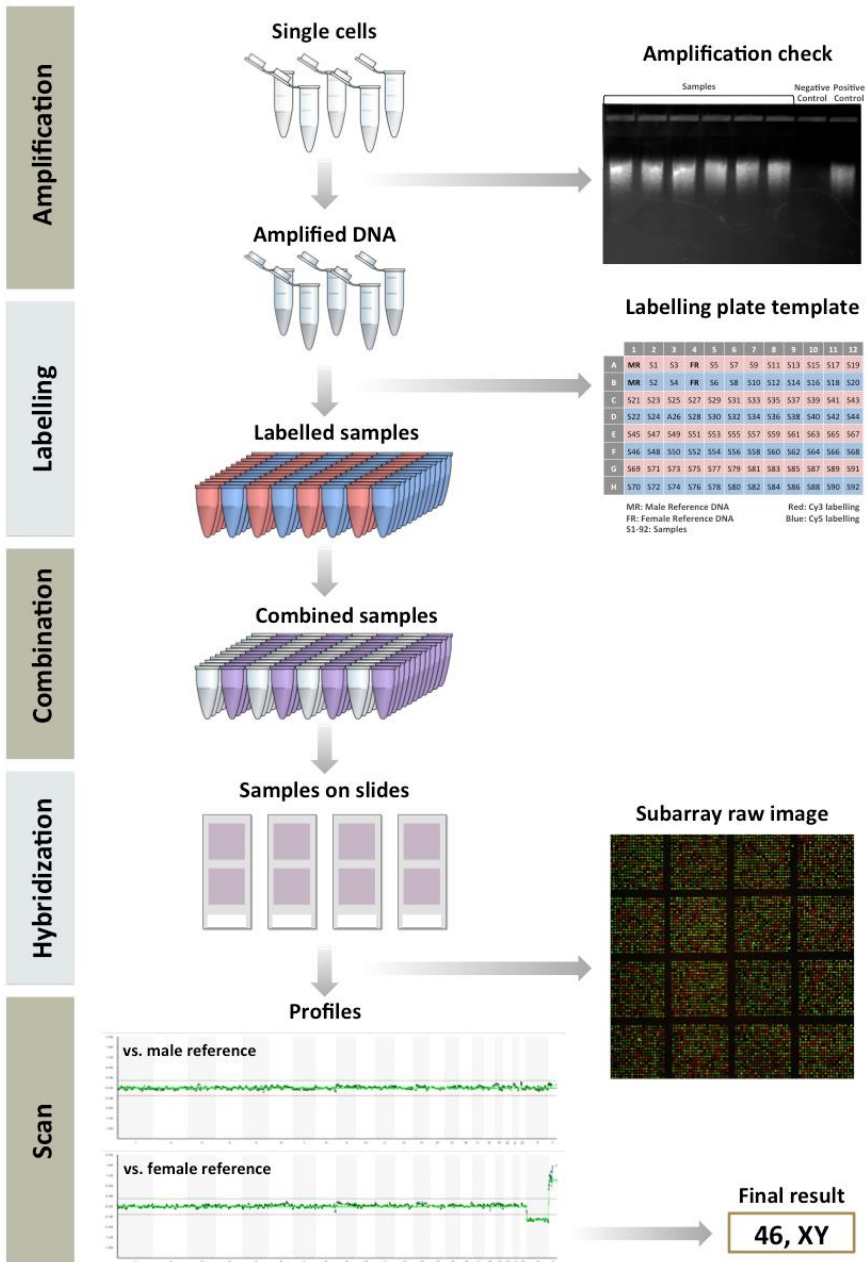 Amplification
Single cells
Amplification check
Samples
Negative Control
Positive Control
Amplified DNA
Labelling
Labelling plate template
1 2 3 4 5 6 7 8 9 10 11 12
A MR S1 S3 FR S5 S7 S9 S11 S13 S15 S17 S19
B MR S2 S4 FR S6 S8 S10 S12 S14 S16 S18 S20
C S21 S23 S25 S27 S29 S31 S33 S35 S37 S39 S41 S43
D S22 S24 A26 S28 S30 S32 S34 S36 S38 S40 S42 S44
E S45 S47 S49 S51 S53 S55 S57 S59 S61 S63 S65 S67
F S46 S48 S50 S52 S54 S56 S58 S60 S62 S64 S66 S68
G S69 S71 S73 S75 S77 S79 S81 S83 S85 S87 S89 S91
H S70 S72 S74 S76 S78 S80 S82 S84 S86 S88 S90 S92
MR: Male Reference DNA
FR: Female Reference DNA
S1-92: Samples
Red: Cy3 labelling
Blue: Cy5 labelling
Labelled samples
Combination
Combined samples
Hybridization
Samples on slides
Subarray raw image
Scan
Profiles
vs. male reference
vs. female reference
Final result
46, XY